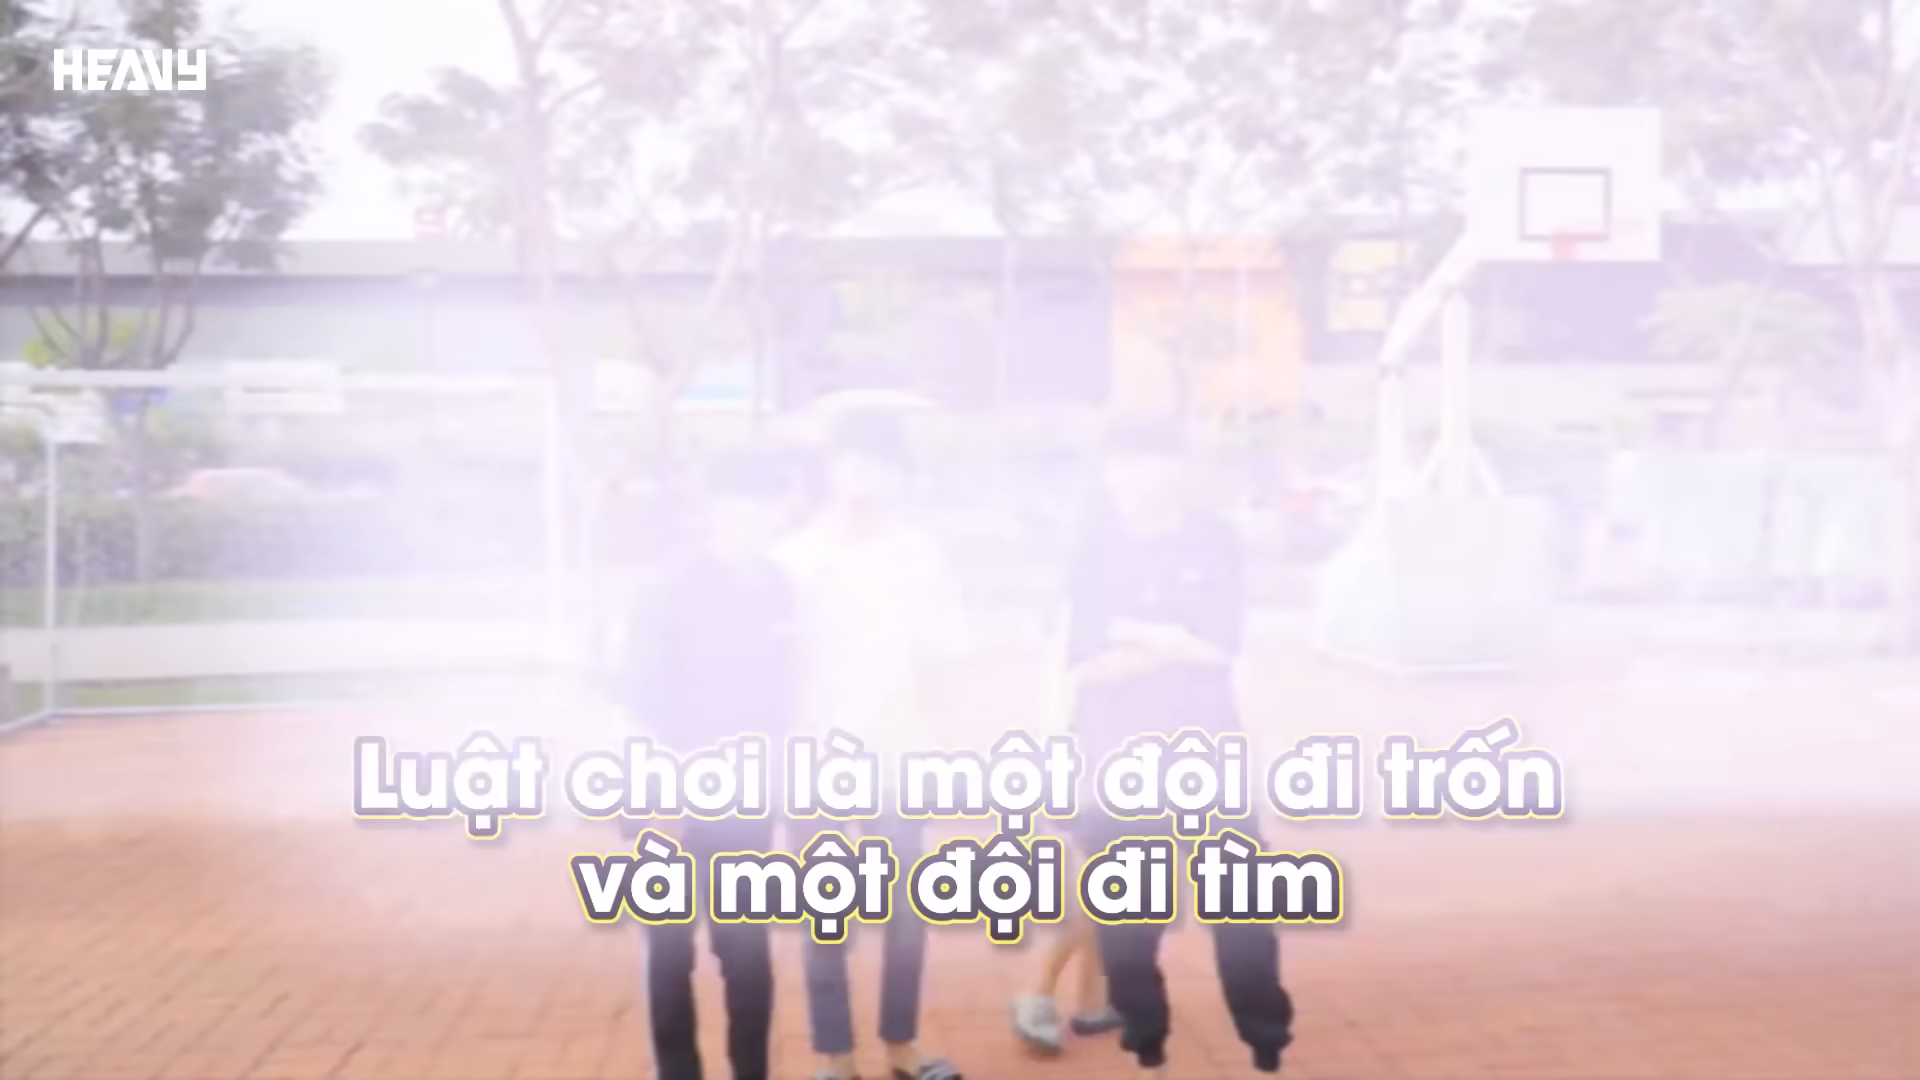 HEAVY
Luật chơi là một đội đi trốn
và một đội đi tìm